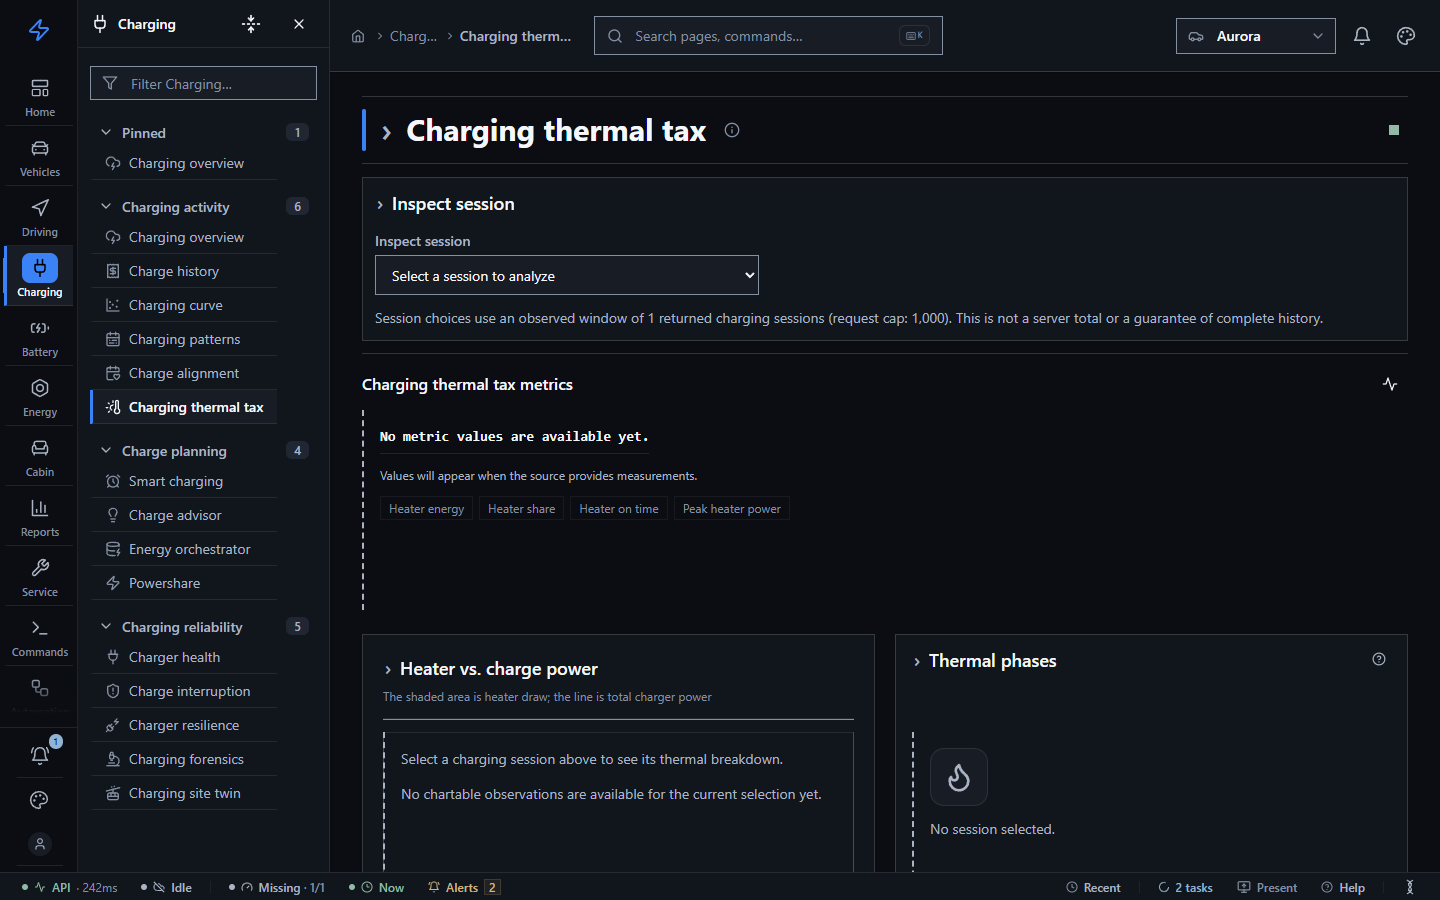 Charging
Charg...
Charging therm...
Search pages, commands...
K
Aurora
Home
Vehicles
Driving
Charging
Battery
Energy
Cabin
Reports
Service
Commands
1
Filter Charging...
Pinned
1
Charging overview
Charging activity
6
Charging overview
Charge history
Charging curve
Charging patterns
Charge alignment
Charging thermal tax
Charge planning
4
Smart charging
Charge advisor
Energy orchestrator
Powershare
Charging reliability
5
Charger health
Charge interruption
Charger resilience
Charging forensics
Charging site twin
Charging thermal tax
Inspect session
Inspect session
Select a session to analyze
Session choices use an observed window of 1 returned charging sessions (request cap: 1,000). This is not a server total or a guarantee of complete history.
Charging thermal tax metrics
No metric values are available yet.
Values will appear when the source provides measurements.
Heater energy
Heater share
Heater on time
Peak heater power
Heater vs. charge power
The shaded area is heater draw; the line is total charger power
Select a charging session above to see its thermal breakdown.
No chartable observations are available for the current selection yet.
Thermal phases
No session selected.
API · 242ms
Idle
Missing · 1/1
Now
Alerts 2
Recent
2 tasks
Present
Help